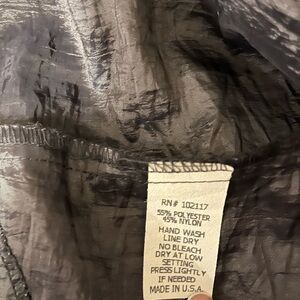 RN# 102117
55% POLYESTER
45% NYLON
HAND WASH
LINE DRY
NO BLEACH
DRY AT LOW
SETTING
PRESS LIGHTLY
IF NEEDED
MADE IN U.S.A.